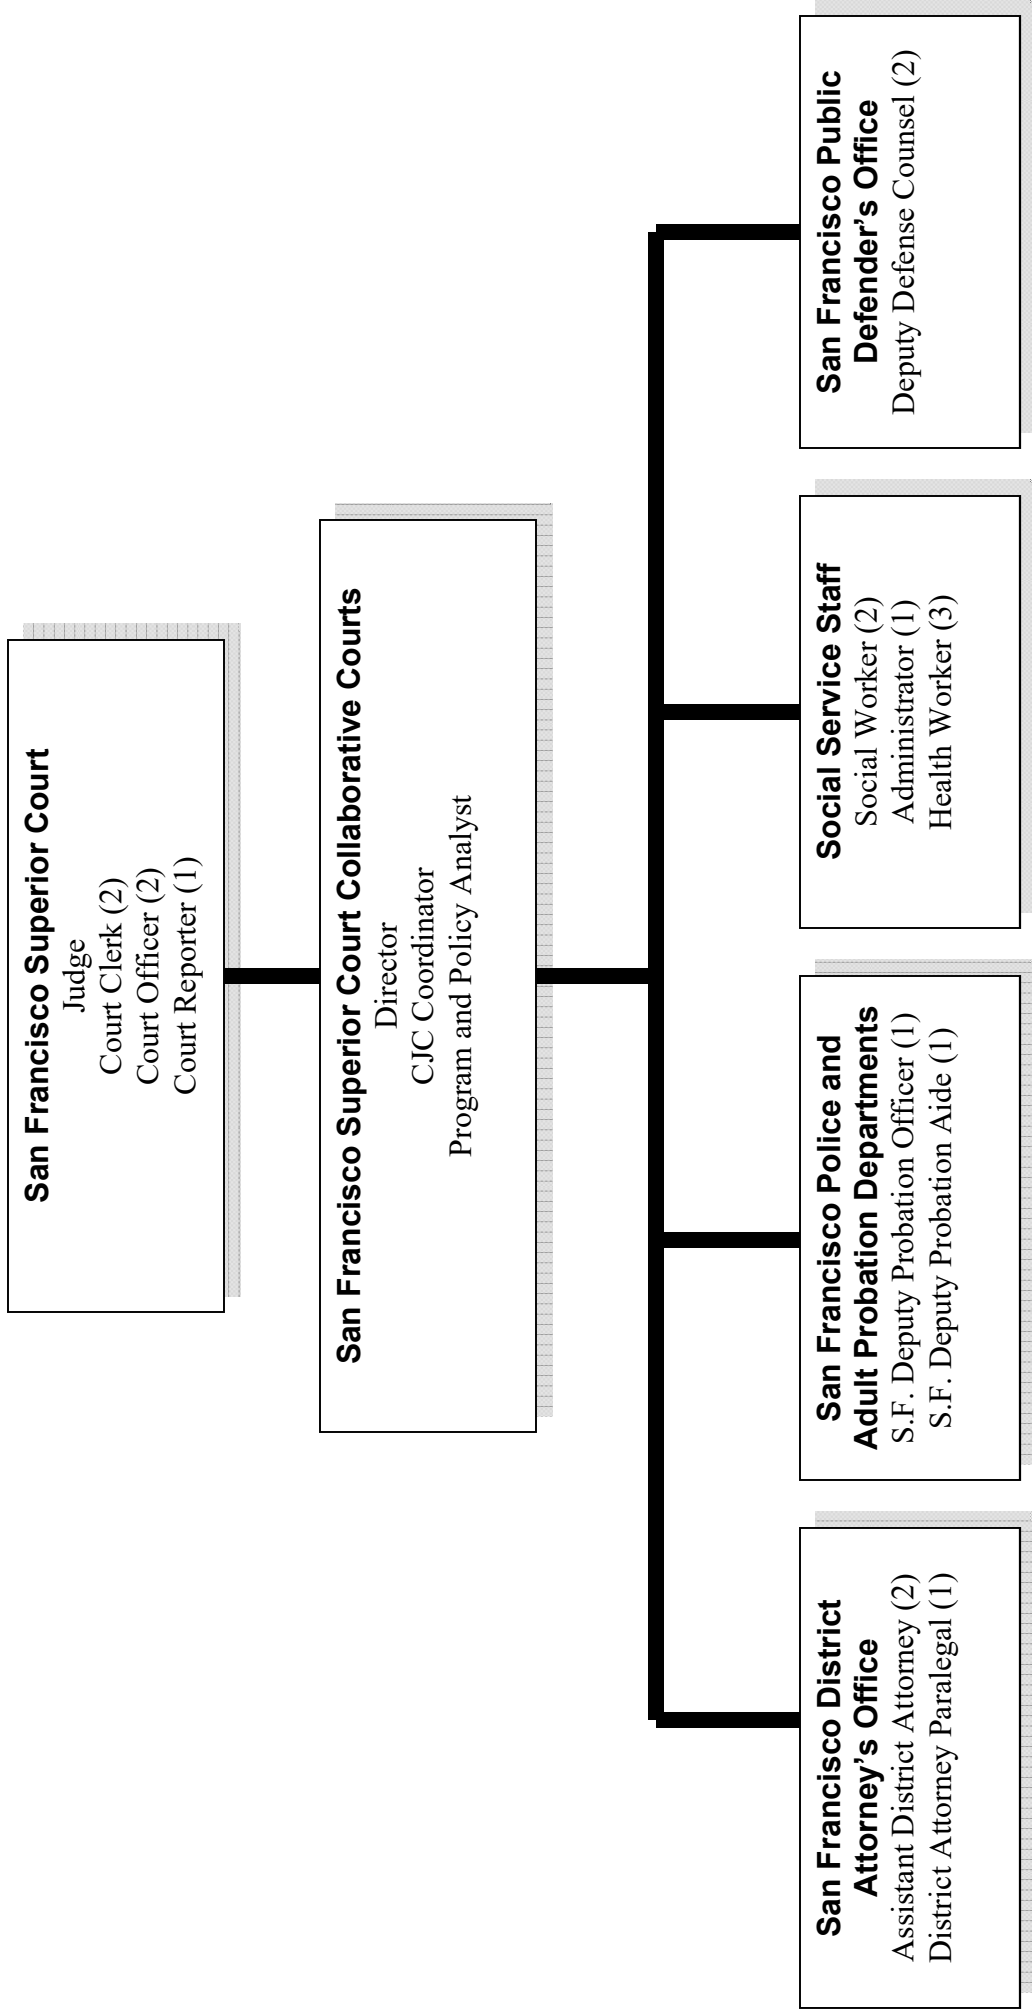 San Francisco Superior Court
Judge
Court Clerk (2)
Court Officer (2)
Court Reporter (1)
San Francisco Superior Court Collaborative Courts
Director
CJC Coordinator
Program and Policy Analyst
San Francisco District
Attorney’s Office
Assistant District Attorney (2)
District Attorney Paralegal (1)
San Francisco Police and
Adult Probation Departments
S.F. Deputy Probation Officer (1)
S.F. Deputy Probation Aide (1)
Social Service Staff
Social Worker (2)
Administrator (1)
Health Worker (3)
San Francisco Public
Defender’s Office
Deputy Defense Counsel (2)